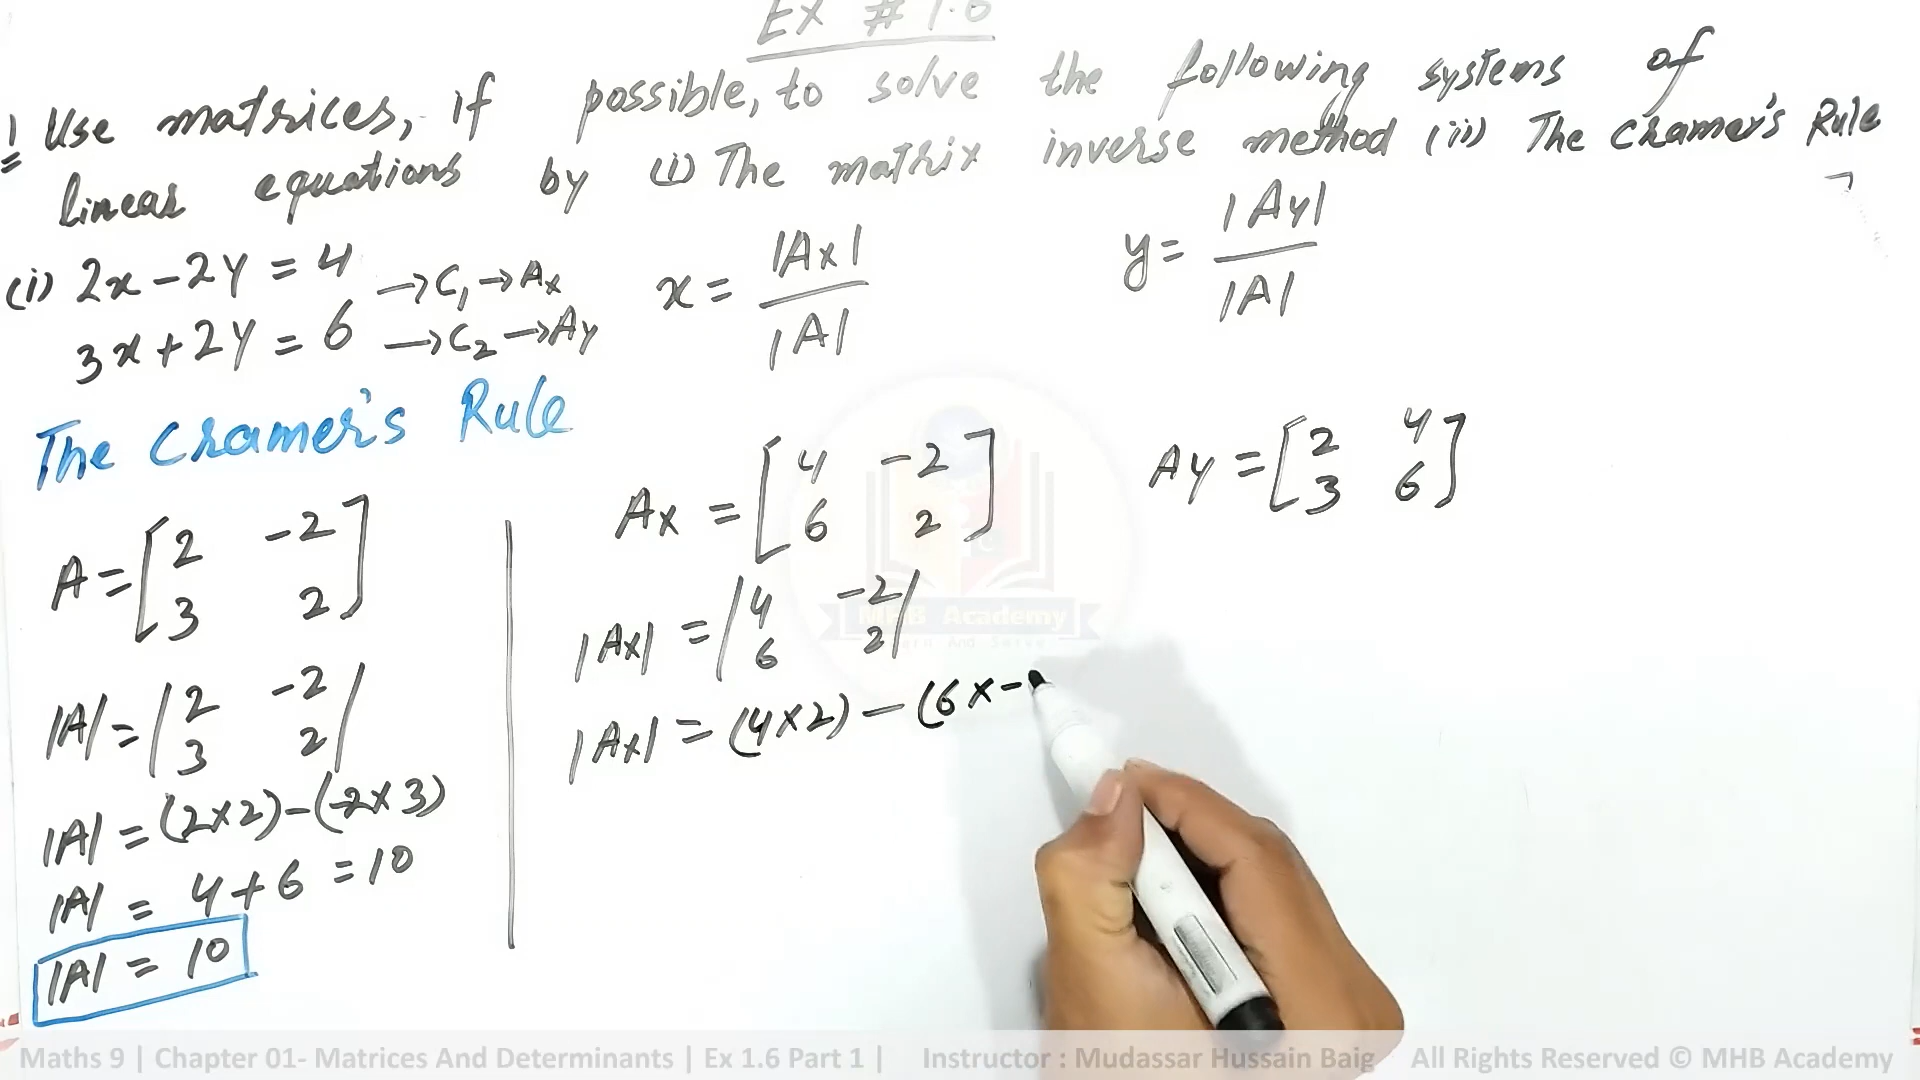 Ex # 1.6
1 Use matrices, if possible, to solve the following systems of
linear equations by (i) The matrix inverse method (ii) The Cramer's Rule
(i) 2x - 2y = 4 → C₁ → Ax
3x + 2y = 6 → C₂ → Ay
x = |Ax| / |A|
y = |Ay| / |A|
The Cramer's Rule
A = [2 -2
3 2]
|A| = |2 -2
3 2|
|A| = (2×2) - (-2×3)
|A| = 4 + 6 = 10
|A| = 10
Ax = [4 -2
6 2]
|Ax| = |4 -2
6 2|
|Ax| = (4×2) - (6×-
Ay = [2 4
3 6]
MHB Academy
Maths 9 | Chapter 01- Matrices And Determinants | Ex 1.6 Part 1 | Instructor : Mudassar Hussain Baig All Rights Reserved © MHB Academy